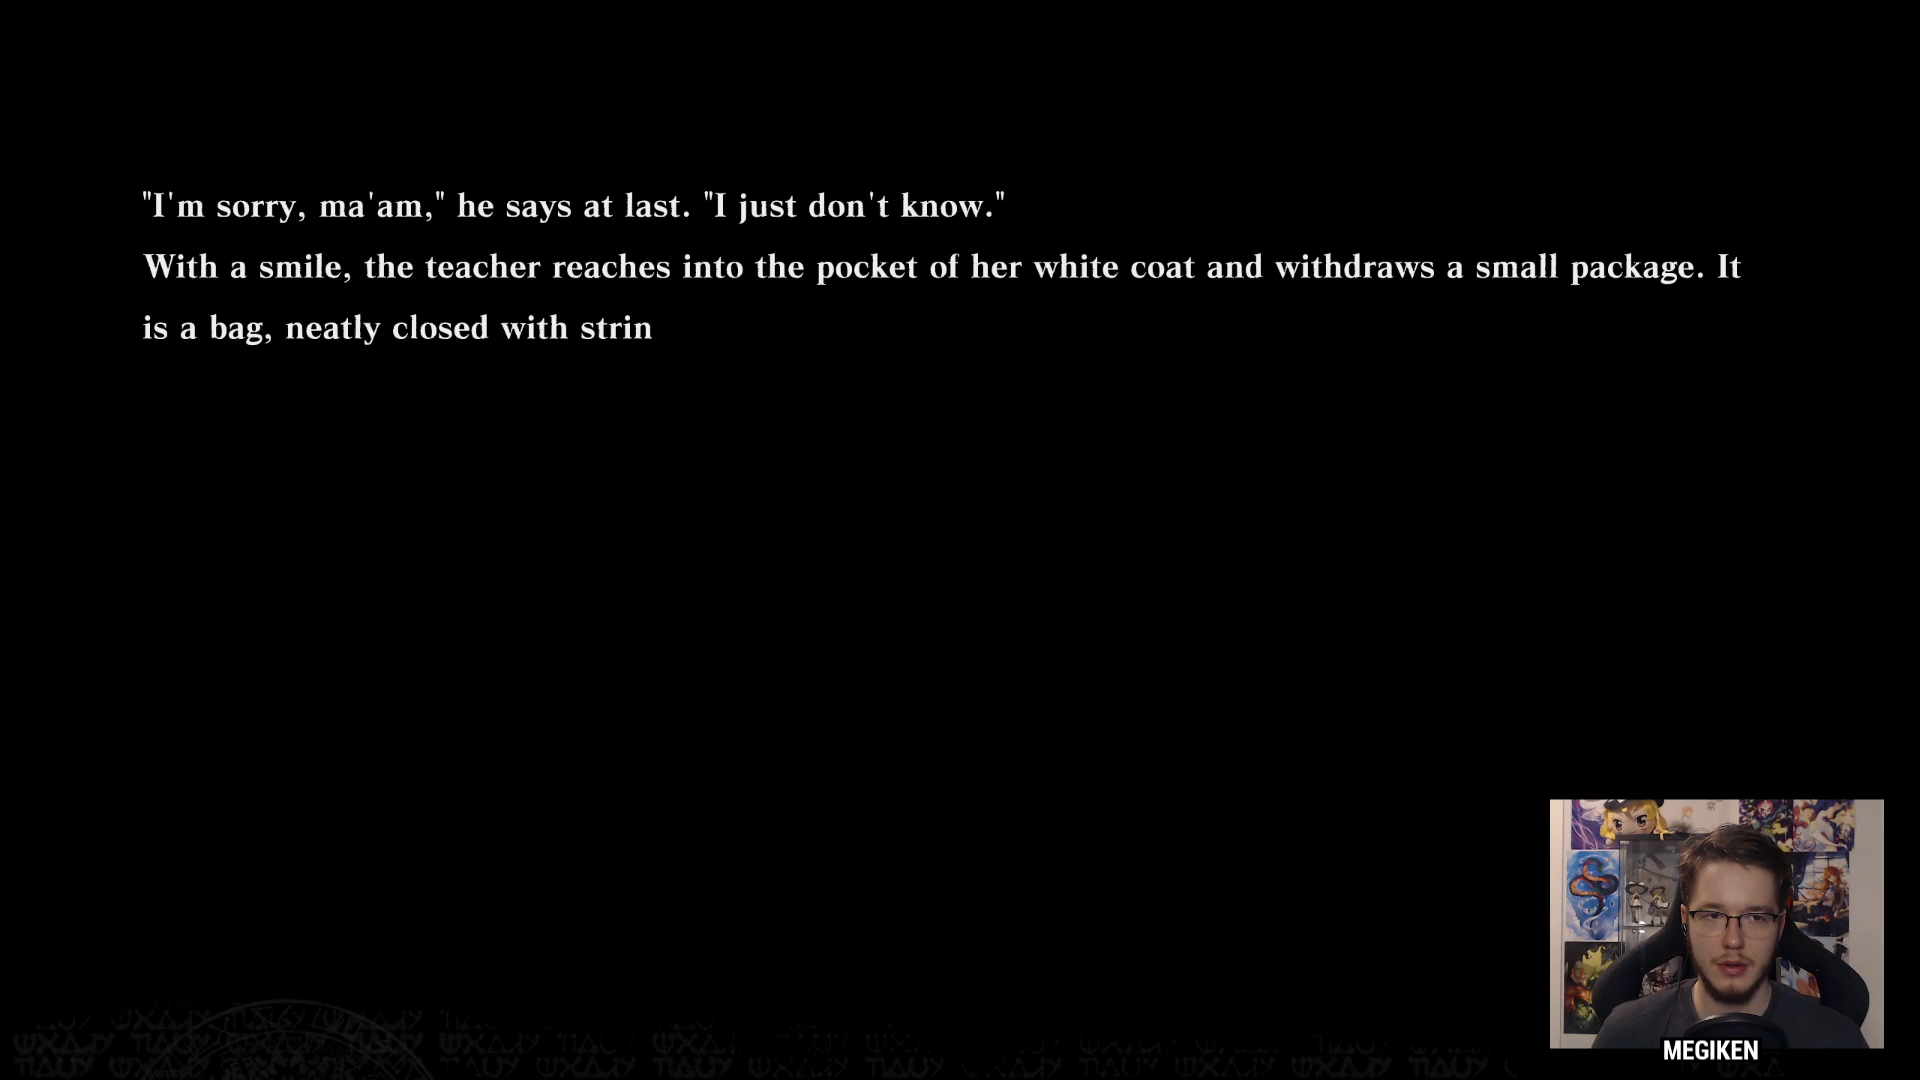 "I'm sorry, ma'am," he says at last. "I just don't know."
With a smile, the teacher reaches into the pocket of her white coat and withdraws a small package. It
is a bag, neatly closed with strin
MEGIKEN